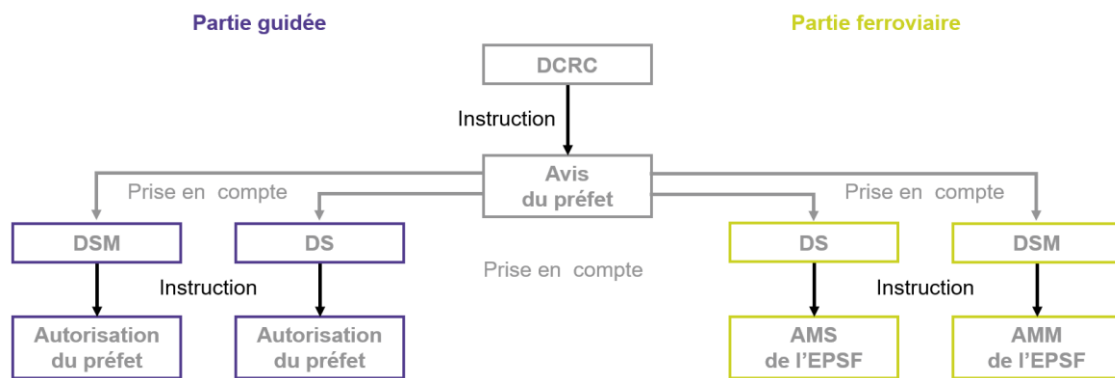 Partie guidée
Partie ferroviaire
DCRC
Instruction
Avis
du préfet
Prise en compte
Prise en compte
DSM
DS
DS
DSM
Prise en compte
Instruction
Instruction
Autorisation
du préfet
Autorisation
du préfet
AMS
de l'EPSF
AMM
de l'EPSF